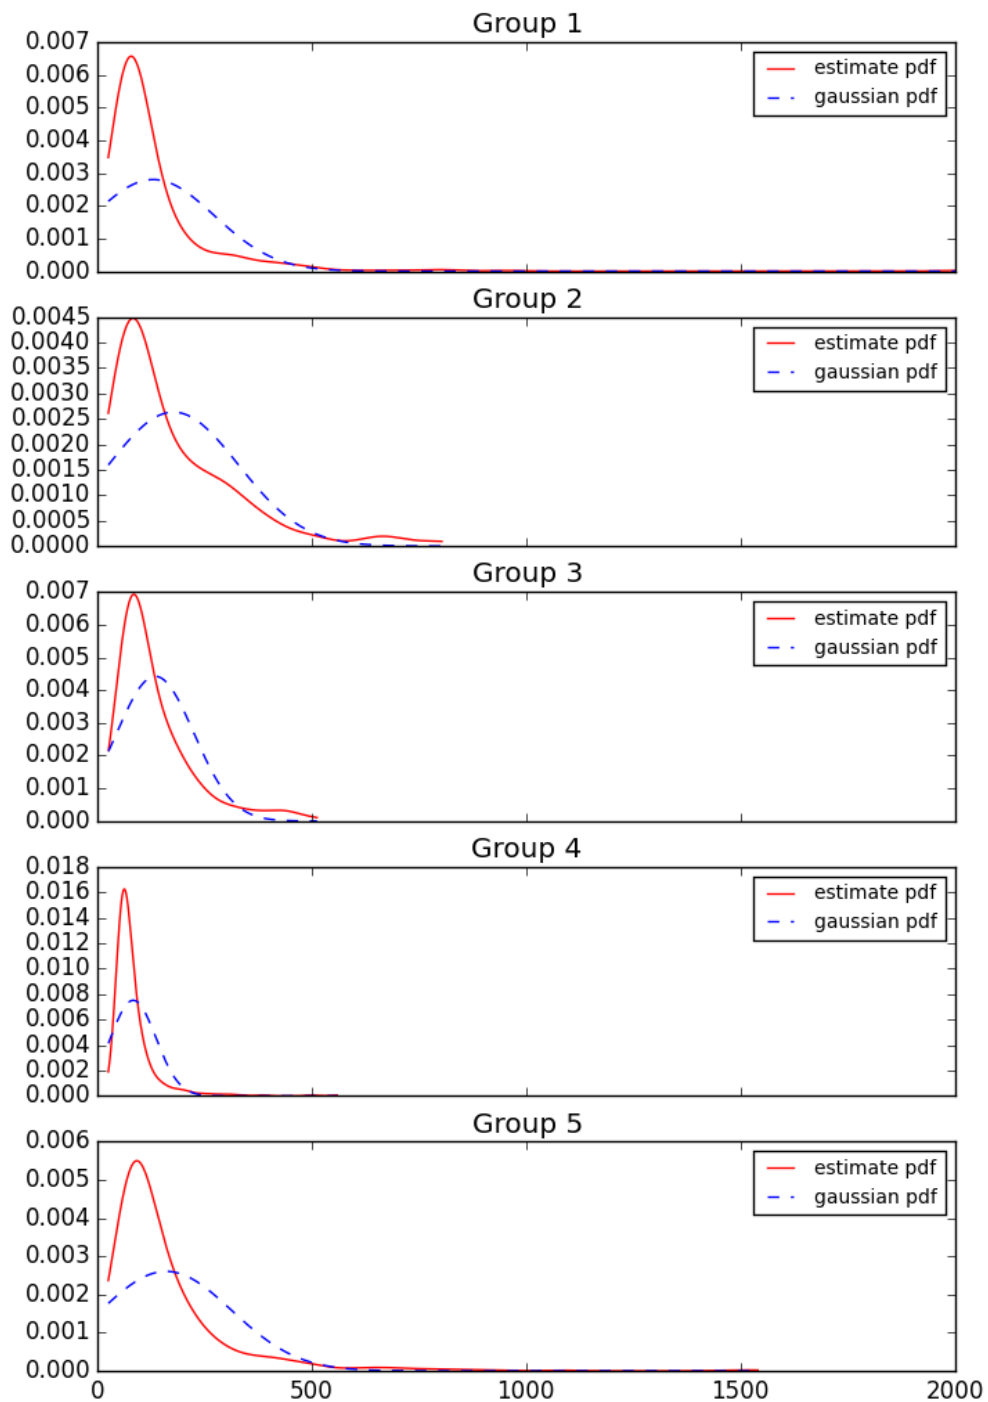 Group 1
0.007
0.006
0.005
0.004
0.003
0.002
0.001
0.000
estimate pdf
gaussian pdf
Group 2
0.0045
0.0040
0.0035
0.0030
0.0025
0.0020
0.0015
0.0010
0.0005
0.0000
estimate pdf
gaussian pdf
Group 3
0.007
0.006
0.005
0.004
0.003
0.002
0.001
0.000
estimate pdf
gaussian pdf
Group 4
0.018
0.016
0.014
0.012
0.010
0.008
0.006
0.004
0.002
0.000
estimate pdf
gaussian pdf
Group 5
0.006
0.005
0.004
0.003
0.002
0.001
0.000
estimate pdf
gaussian pdf
0 500 1000 1500 2000